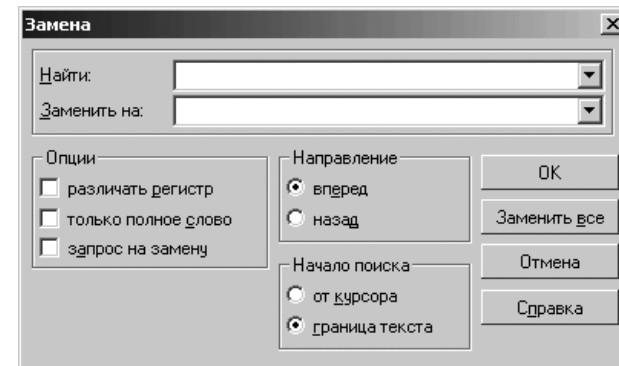 Замена
Найти:
Заменить на:
Опции
различать регистр
только полное слово
запрос на замену
Направление
вперед
назад
Начало поиска
от курсора
граница текста
OK
Заменить все
Отмена
Справка